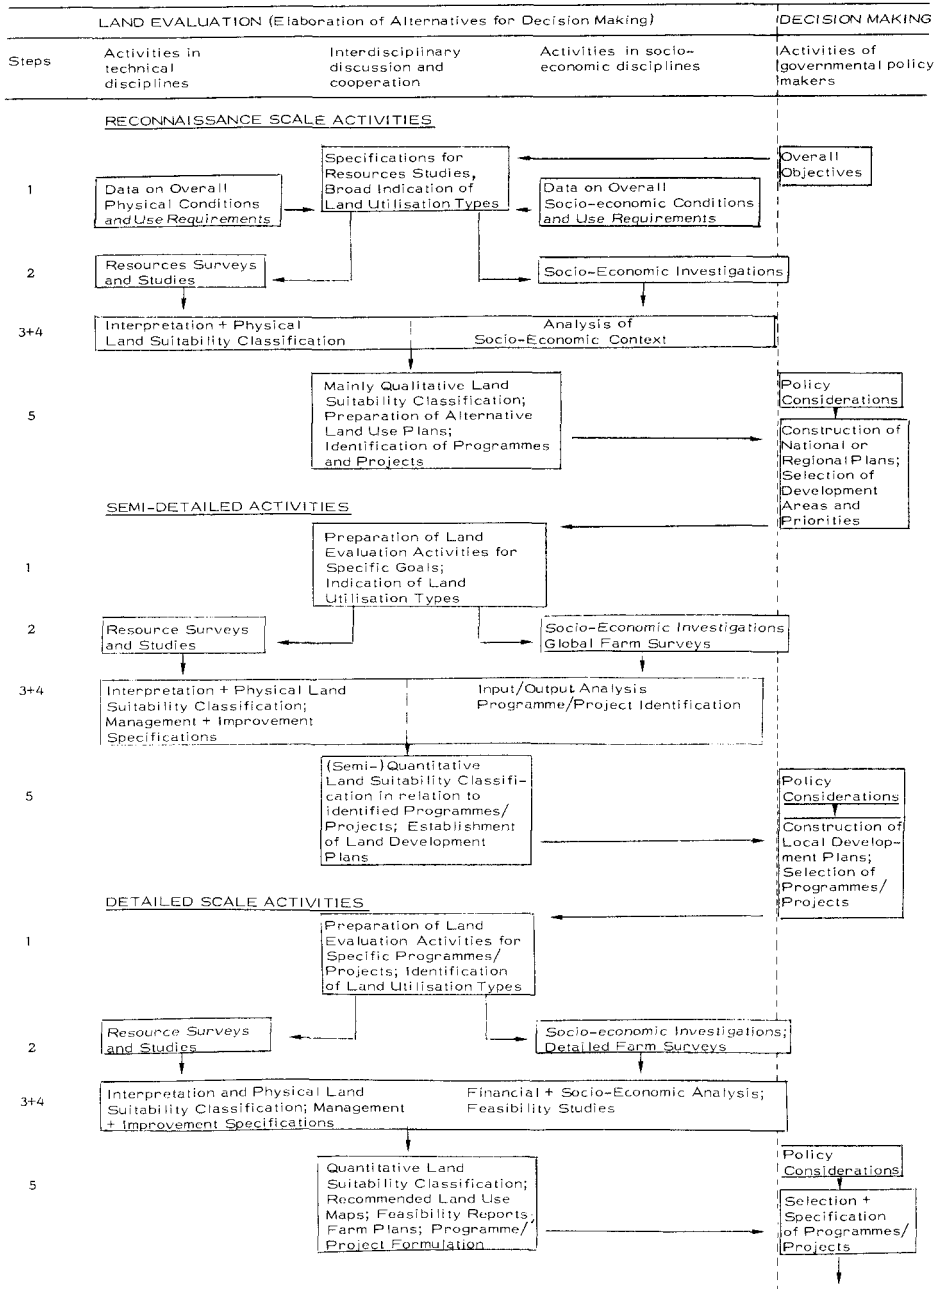 LAND EVALUATION (Elaboration of Alternatives for Decision Making)
DECISION MAKING
Steps
Activities in
technical
disciplines
Interdisciplinary
discussion and
cooperation
Activities in socio-
economic disciplines
Activities of
governmental policy
makers
RECONNAISSANCE SCALE ACTIVITIES
1
Data on Overall
Physical Conditions
and Use Requirements
Specifications for
Resources Studies,
Broad Indication of
Land Utilisation Types
Data on Overall
Socio-economic Conditions
and Use Requirements
Overall
Objectives
2
Resources Surveys
and Studies
Socio-Economic Investigations
3+4
Interpretation + Physical
Land Suitability Classification
Analysis of
Socio-Economic Context
5
Mainly Qualitative Land
Suitability Classification;
Preparation of Alternative
Land Use Plans;
Identification of Programmes
and Projects
Policy
Considerations
Construction of
National or
Regional Plans;
Selection of
Development
Areas and
Priorities
SEMI-DETAILED ACTIVITIES
1
Preparation of Land
Evaluation Activities for
Specific Goals;
Indication of Land
Utilisation Types
2
Resource Surveys
and Studies
Socio-Economic Investigations
Global Farm Surveys
3+4
Interpretation + Physical Land
Suitability Classification;
Management + Improvement
Specifications
Input/Output Analysis
Programme/Project Identification
5
(Semi-)Quantitative
Land Suitability Classifi-
cation in relation to
identified Programmes/
Projects; Establishment
of Land Development
Plans
Policy
Considerations
Construction of
Local Develop-
ment Plans;
Selection of
Programmes/
Projects
DETAILED SCALE ACTIVITIES
1
Preparation of Land
Evaluation Activities for
Specific Programmes/
Projects; Identification
of Land Utilisation Types
2
Resource Surveys
and Studies
Socio-economic Investigations;
Detailed Farm Surveys
3+4
Interpretation and Physical Land
Suitability Classification; Management
+ Improvement Specifications
Financial + Socio-Economic Analysis;
Feasibility Studies
5
Quantitative Land
Suitability Classification;
Recommended Land Use
Maps; Feasibility Reports;
Farm Plans; Programme/
Project Formulation
Policy
Considerations
Selection +
Specification
of Programmes/
Projects